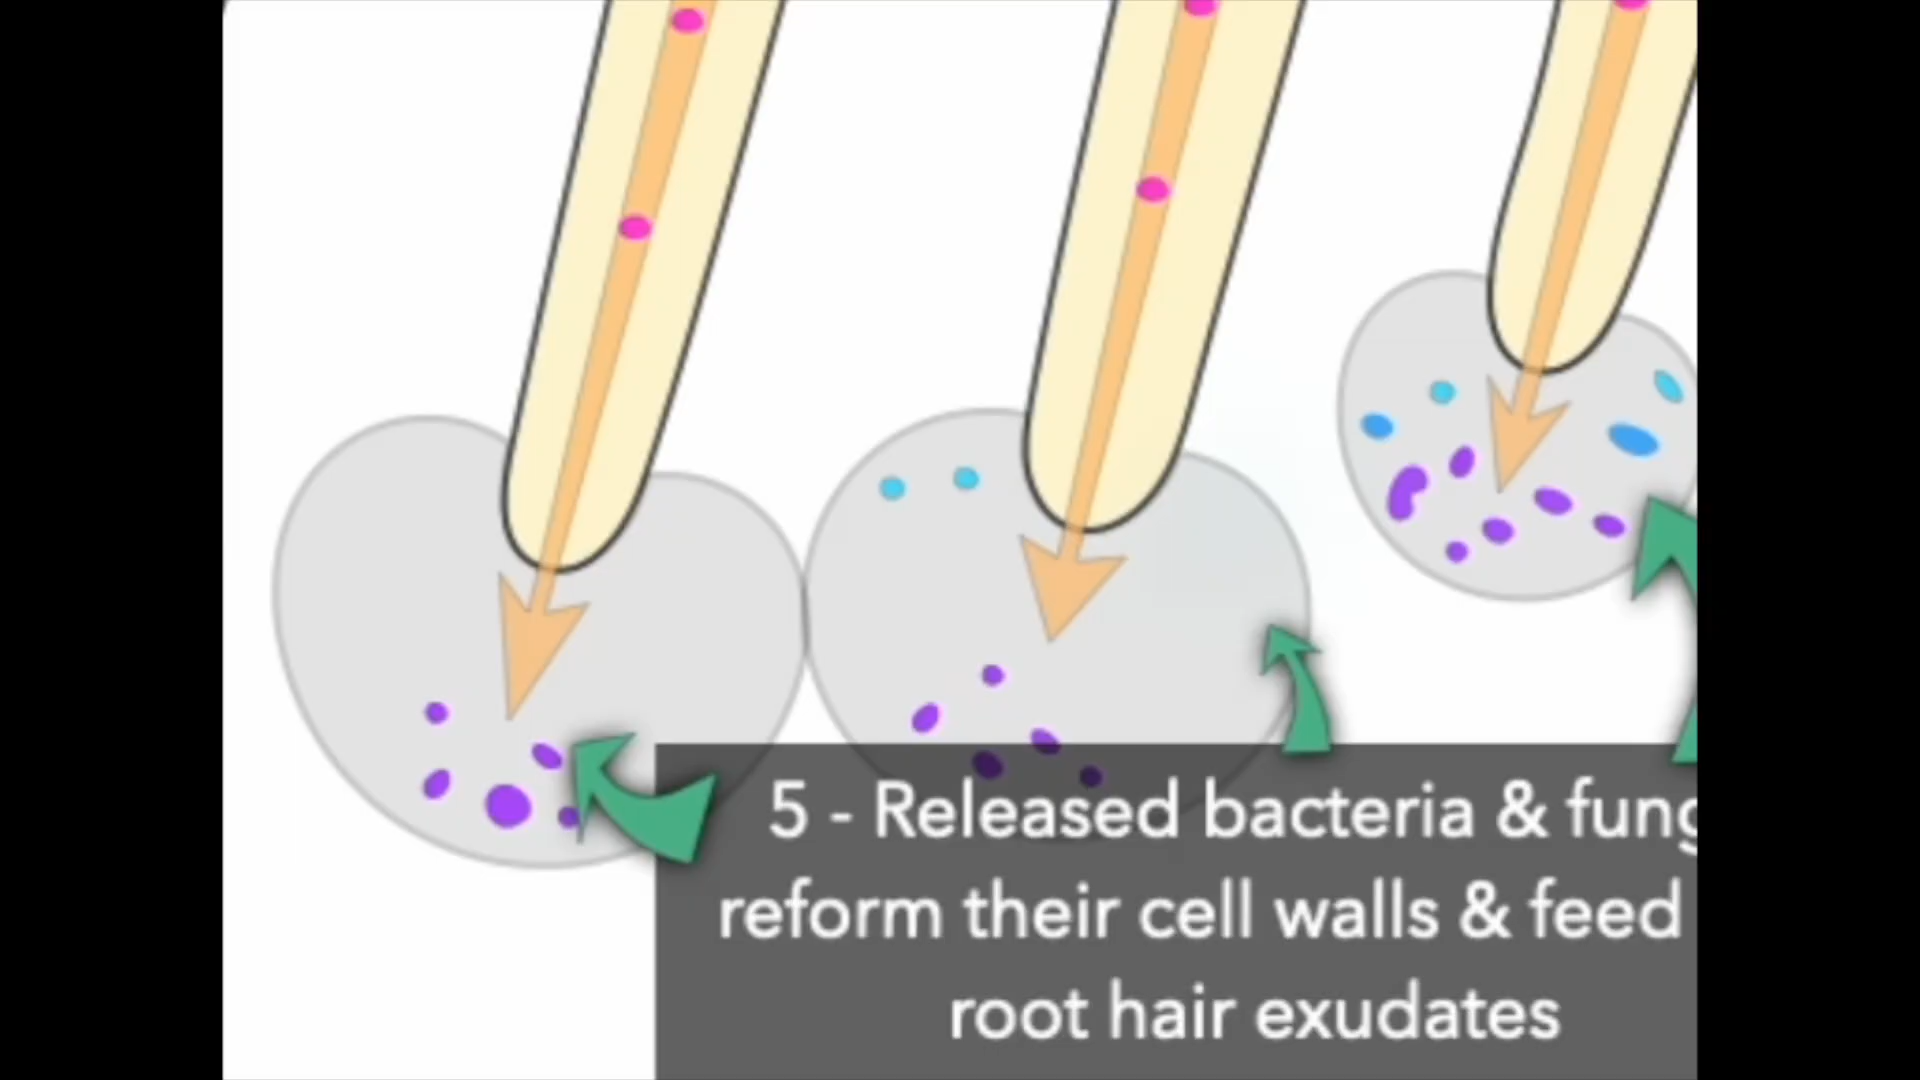 5 - Released bacteria & fung
reform their cell walls & feed
root hair exudates